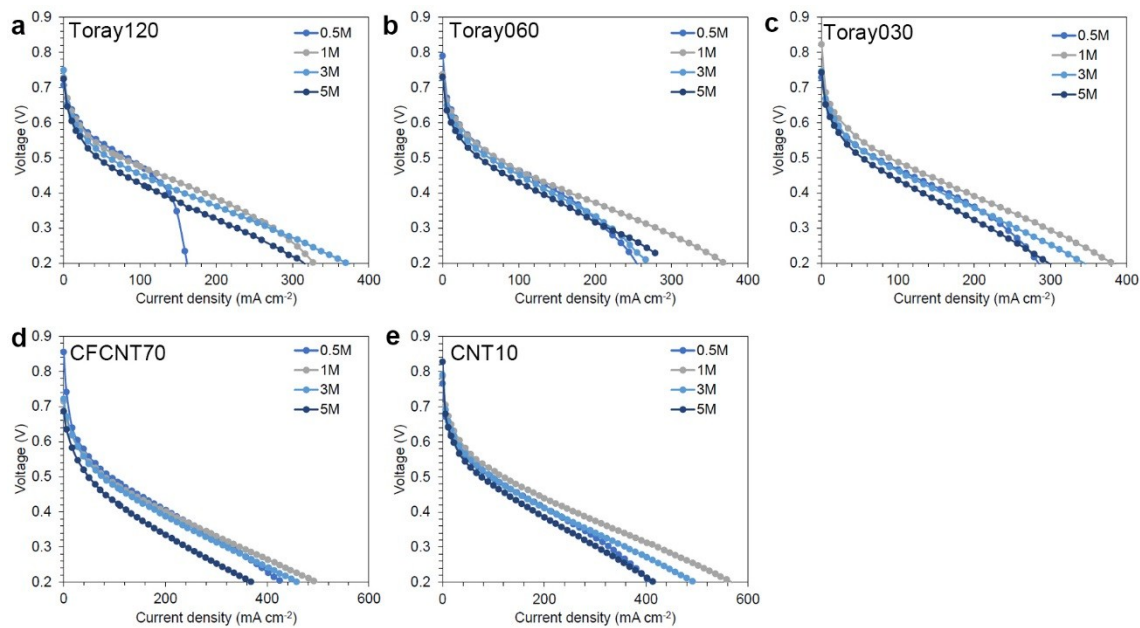 a
Toray120
0.5M
1M
3M
5M
0.9
0.8
0.7
0.6
0.5
0.4
0.3
0.2
Voltage (V)
0
100
200
300
400
Current density (mA cm-2)
b
Toray060
0.5M
1M
3M
5M
0.9
0.8
0.7
0.6
0.5
0.4
0.3
0.2
Voltage (V)
0
100
200
300
400
Current density (mA cm-2)
c
Toray030
0.5M
1M
3M
5M
0.9
0.8
0.7
0.6
0.5
0.4
0.3
0.2
Voltage (V)
0
100
200
300
400
Current density (mA cm-2)
d
CFCNT70
0.5M
1M
3M
5M
0.9
0.8
0.7
0.6
0.5
0.4
0.3
0.2
Voltage (V)
0
200
400
600
Current density (mA cm-2)
e
CNT10
0.5M
1M
3M
5M
0.9
0.8
0.7
0.6
0.5
0.4
0.3
0.2
Voltage (V)
0
200
400
600
Current density (mA cm-2)